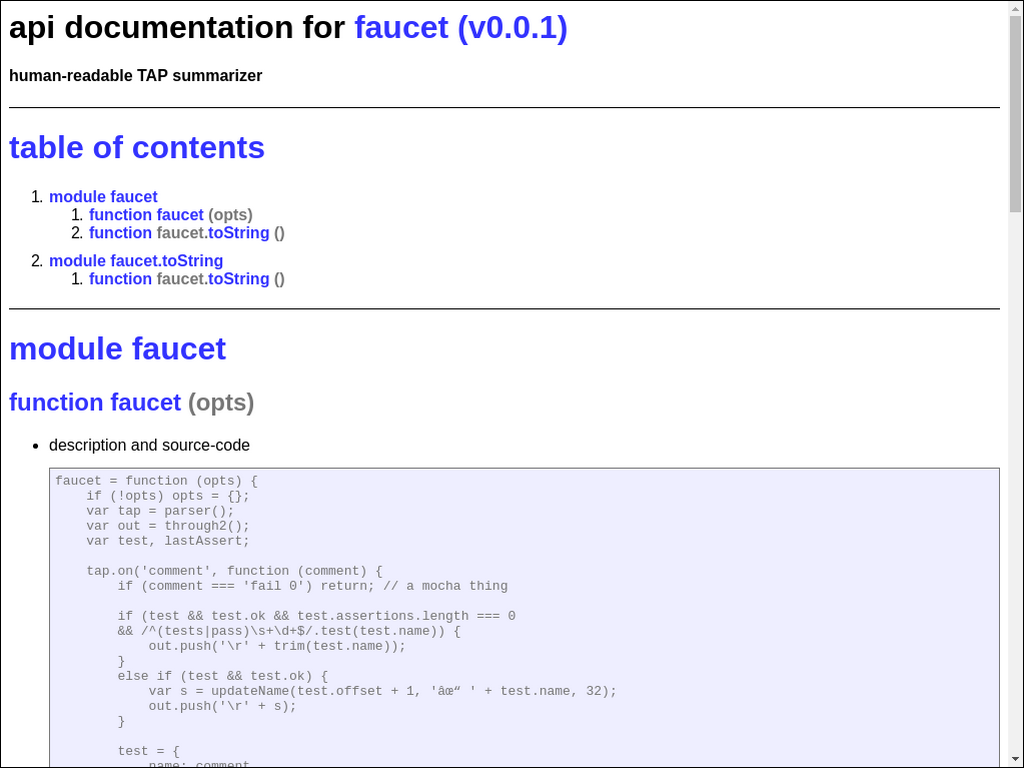 api documentation for faucet (v0.0.1)
human-readable TAP summarizer
table of contents
1. module faucet
1. function faucet (opts)
2. function faucet.toString ()
2. module faucet.toString
1. function faucet.toString ()
module faucet
function faucet (opts)
• description and source-code
faucet = function (opts) {
    if (!opts) opts = {};
    var tap = parser();
    var out = through2();
    var test, lastAssert;
    tap.on('comment', function (comment) {
        if (comment === 'fail 0') return; // a mocha thing
        if (test && test.ok && test.assertions.length === 0
        && /^(tests|pass)\s+\d+$/.test(test.name)) {
            out.push('\r' + trim(test.name));
        }
        else if (test && test.ok) {
            var s = updateName(test.offset + 1, 'âœ“ ' + test.name, 32);
            out.push('\r' + s);
        }
        test = {
            name: comment